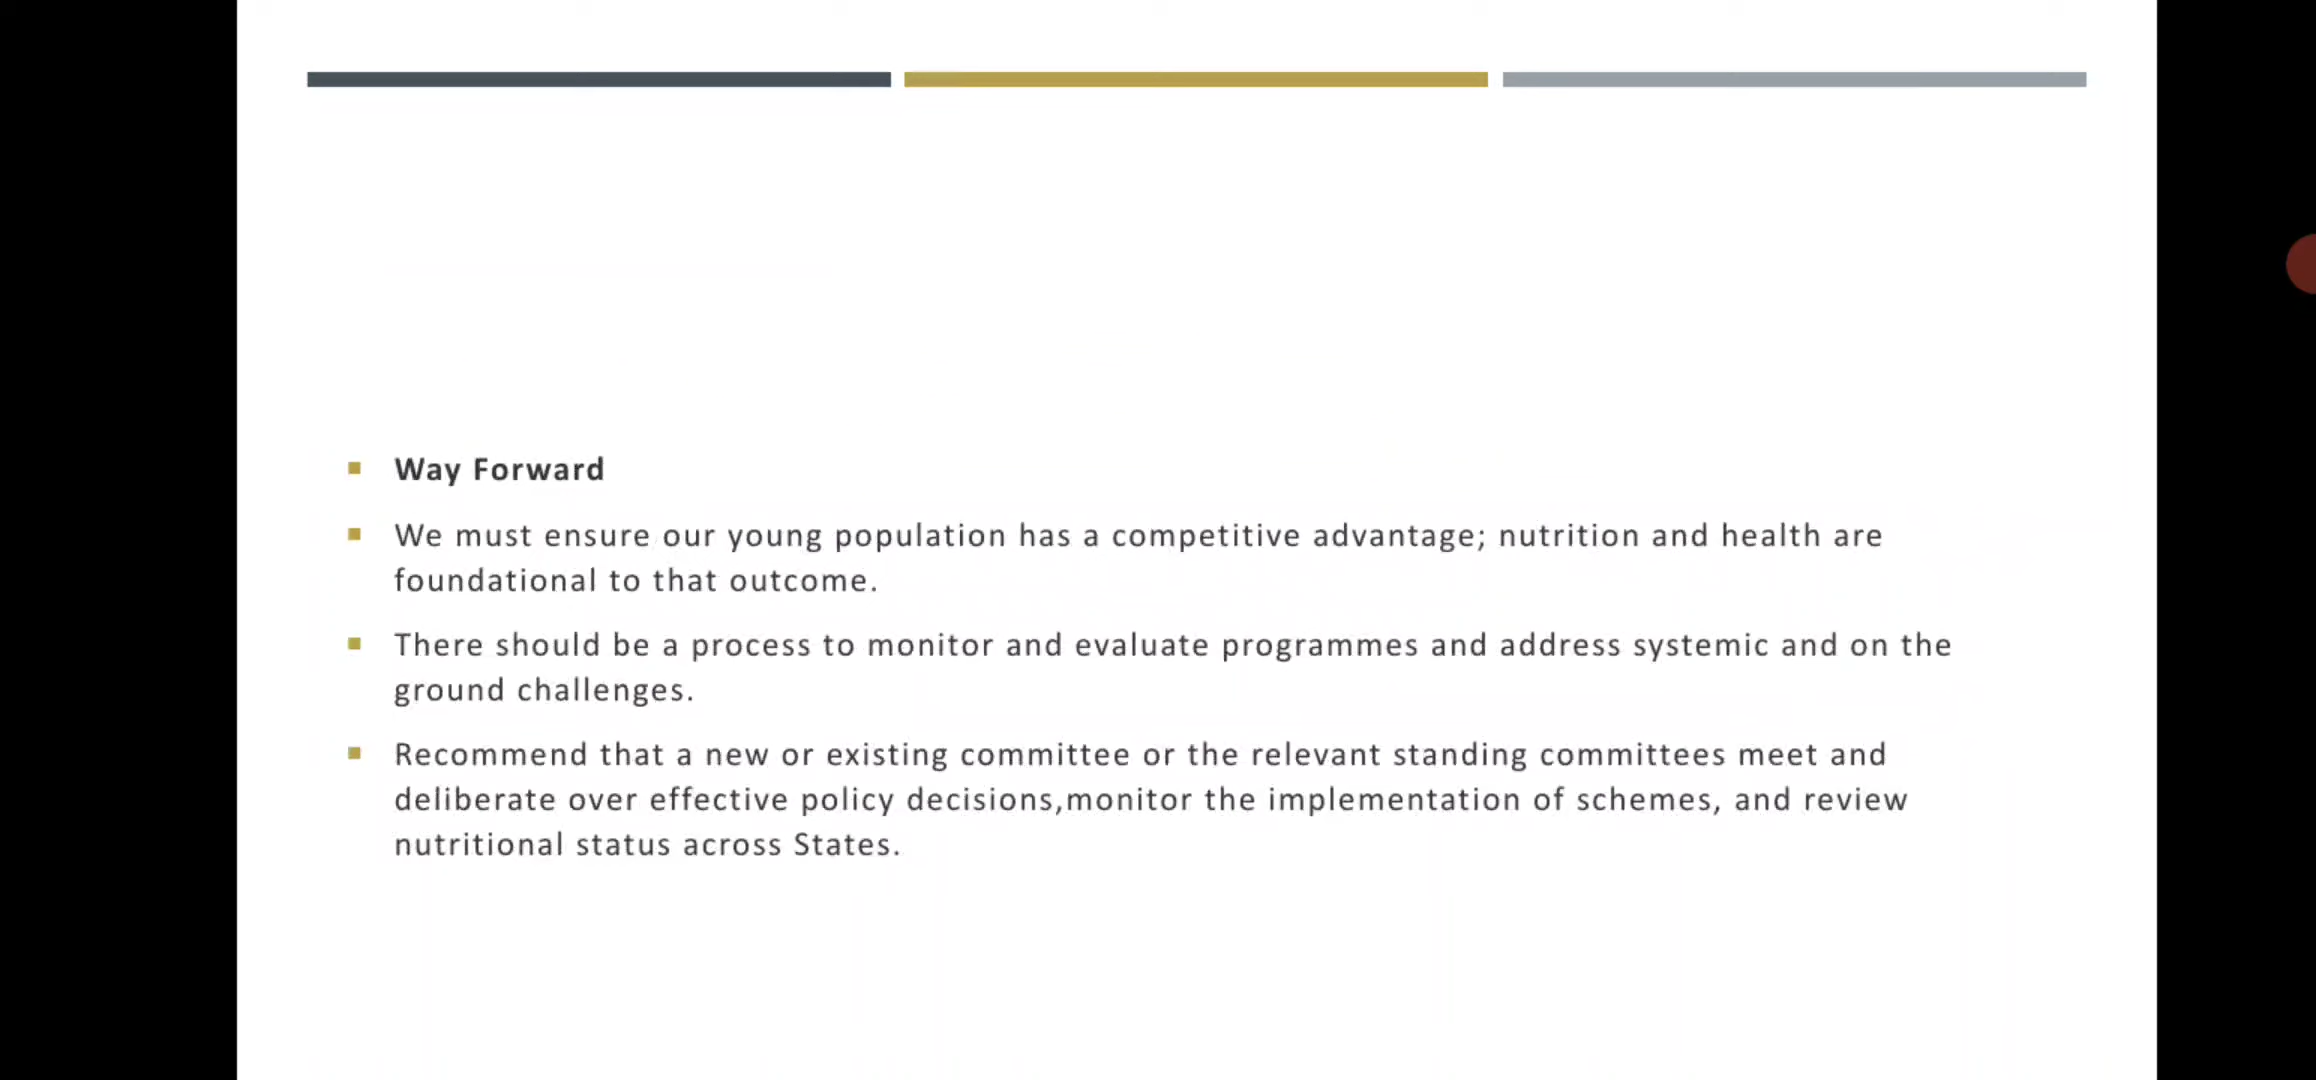 Way Forward
We must ensure our young population has a competitive advantage; nutrition and health are
foundational to that outcome.
There should be a process to monitor and evaluate programmes and address systemic and on the
ground challenges.
Recommend that a new or existing committee or the relevant standing committees meet and
deliberate over effective policy decisions,monitor the implementation of schemes, and review
nutritional status across States.